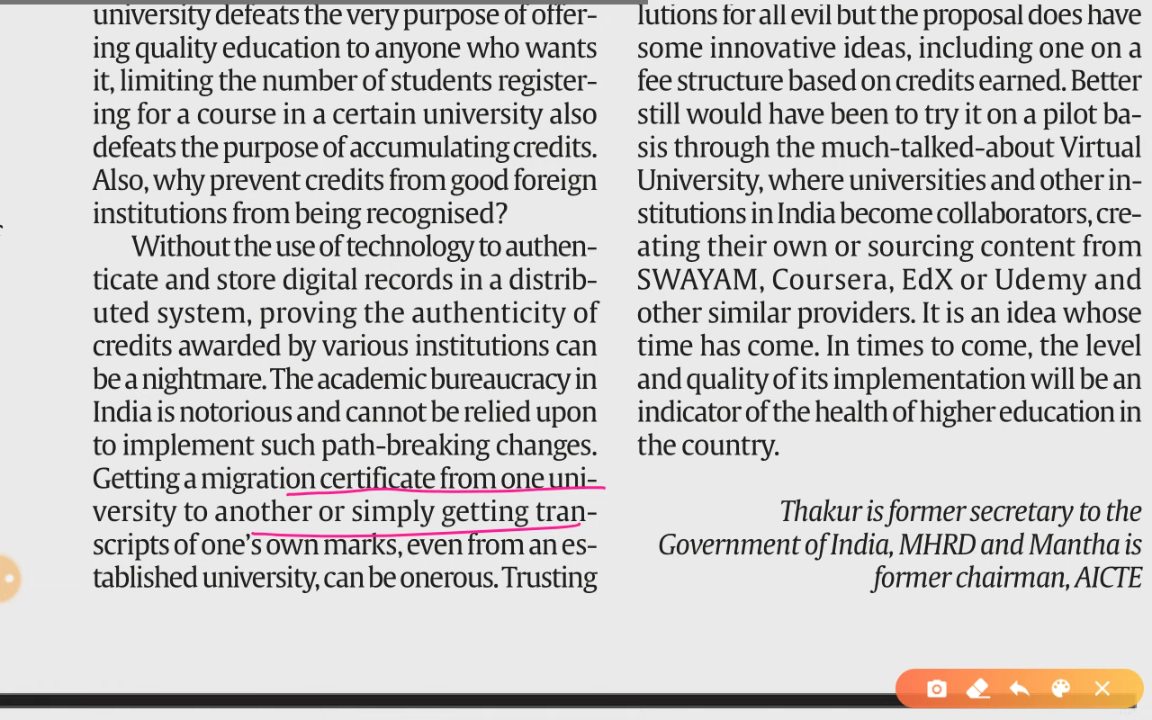 university defeats the very purpose of offer-
ing quality education to anyone who wants
it, limiting the number of students register-
ing for a course in a certain university also
defeats the purpose of accumulating credits.
Also, why prevent credits from good foreign
institutions from being recognised?
Without the use of technology to authen-
ticate and store digital records in a distrib-
uted system, proving the authenticity of
credits awarded by various institutions can
be a nightmare. The academic bureaucracy in
India is notorious and cannot be relied upon
to implement such path-breaking changes.
Getting a migration certificate from one uni-
versity to another or simply getting tran-
scripts of one's own marks, even from an es-
tablished university, can be onerous. Trusting
lutions for all evil but the proposal does have
some innovative ideas, including one on a
fee structure based on credits earned. Better
still would have been to try it on a pilot ba-
sis through the much-talked-about Virtual
University, where universities and other in-
stitutions in India become collaborators, cre-
ating their own or sourcing content from
SWAYAM, Coursera, EdX or Udemy and
other similar providers. It is an idea whose
time has come. In times to come, the level
and quality of its implementation will be an
indicator of the health of higher education in
the country.
Thakur is former secretary to the
Government of India, MHRD and Mantha is
former chairman, AICTE